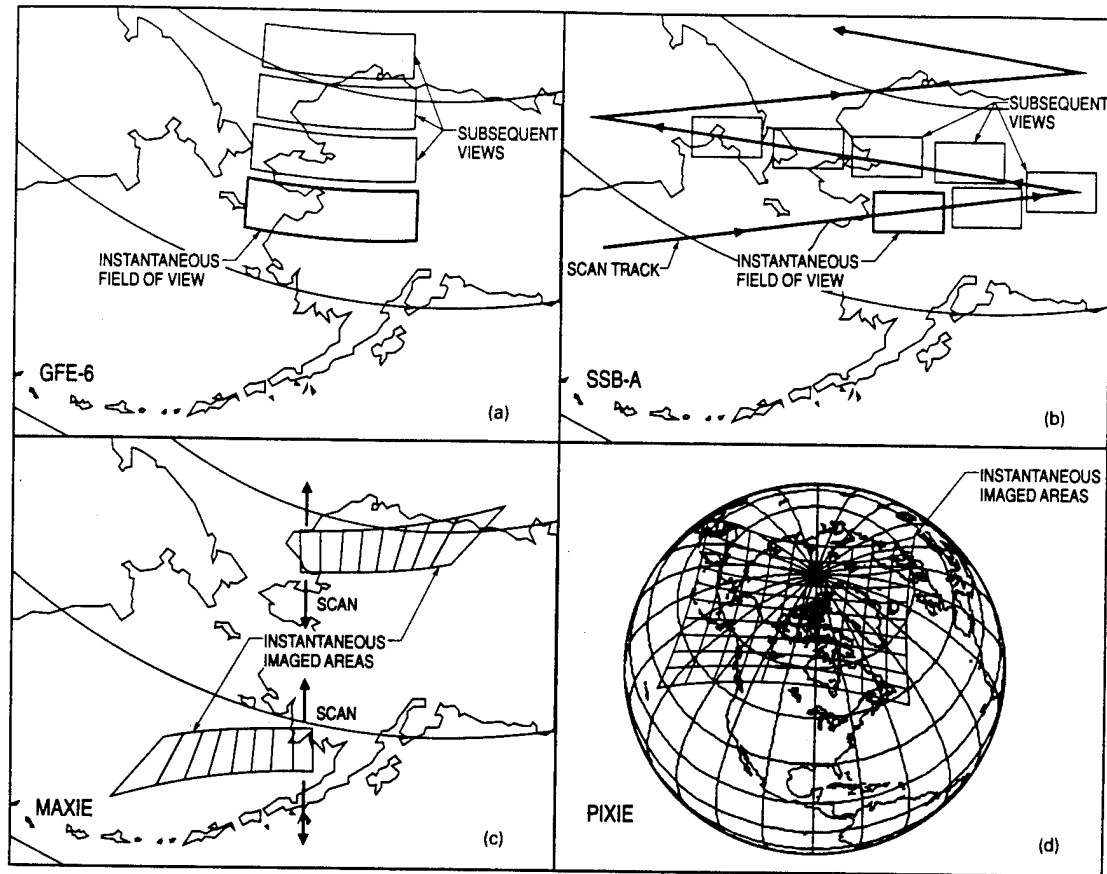 SUBSEQUENT
VIEWS
INSTANTANEOUS
FIELD OF VIEW
GFE-6
(a)
SUBSEQUENT
VIEWS
SCAN TRACK
INSTANTANEOUS
FIELD OF VIEW
SSB-A
(b)
SCAN
INSTANTANEOUS
IMAGED AREAS
SCAN
MAXIE
(c)
INSTANTANEOUS
IMAGED AREAS
PIXIE
(d)